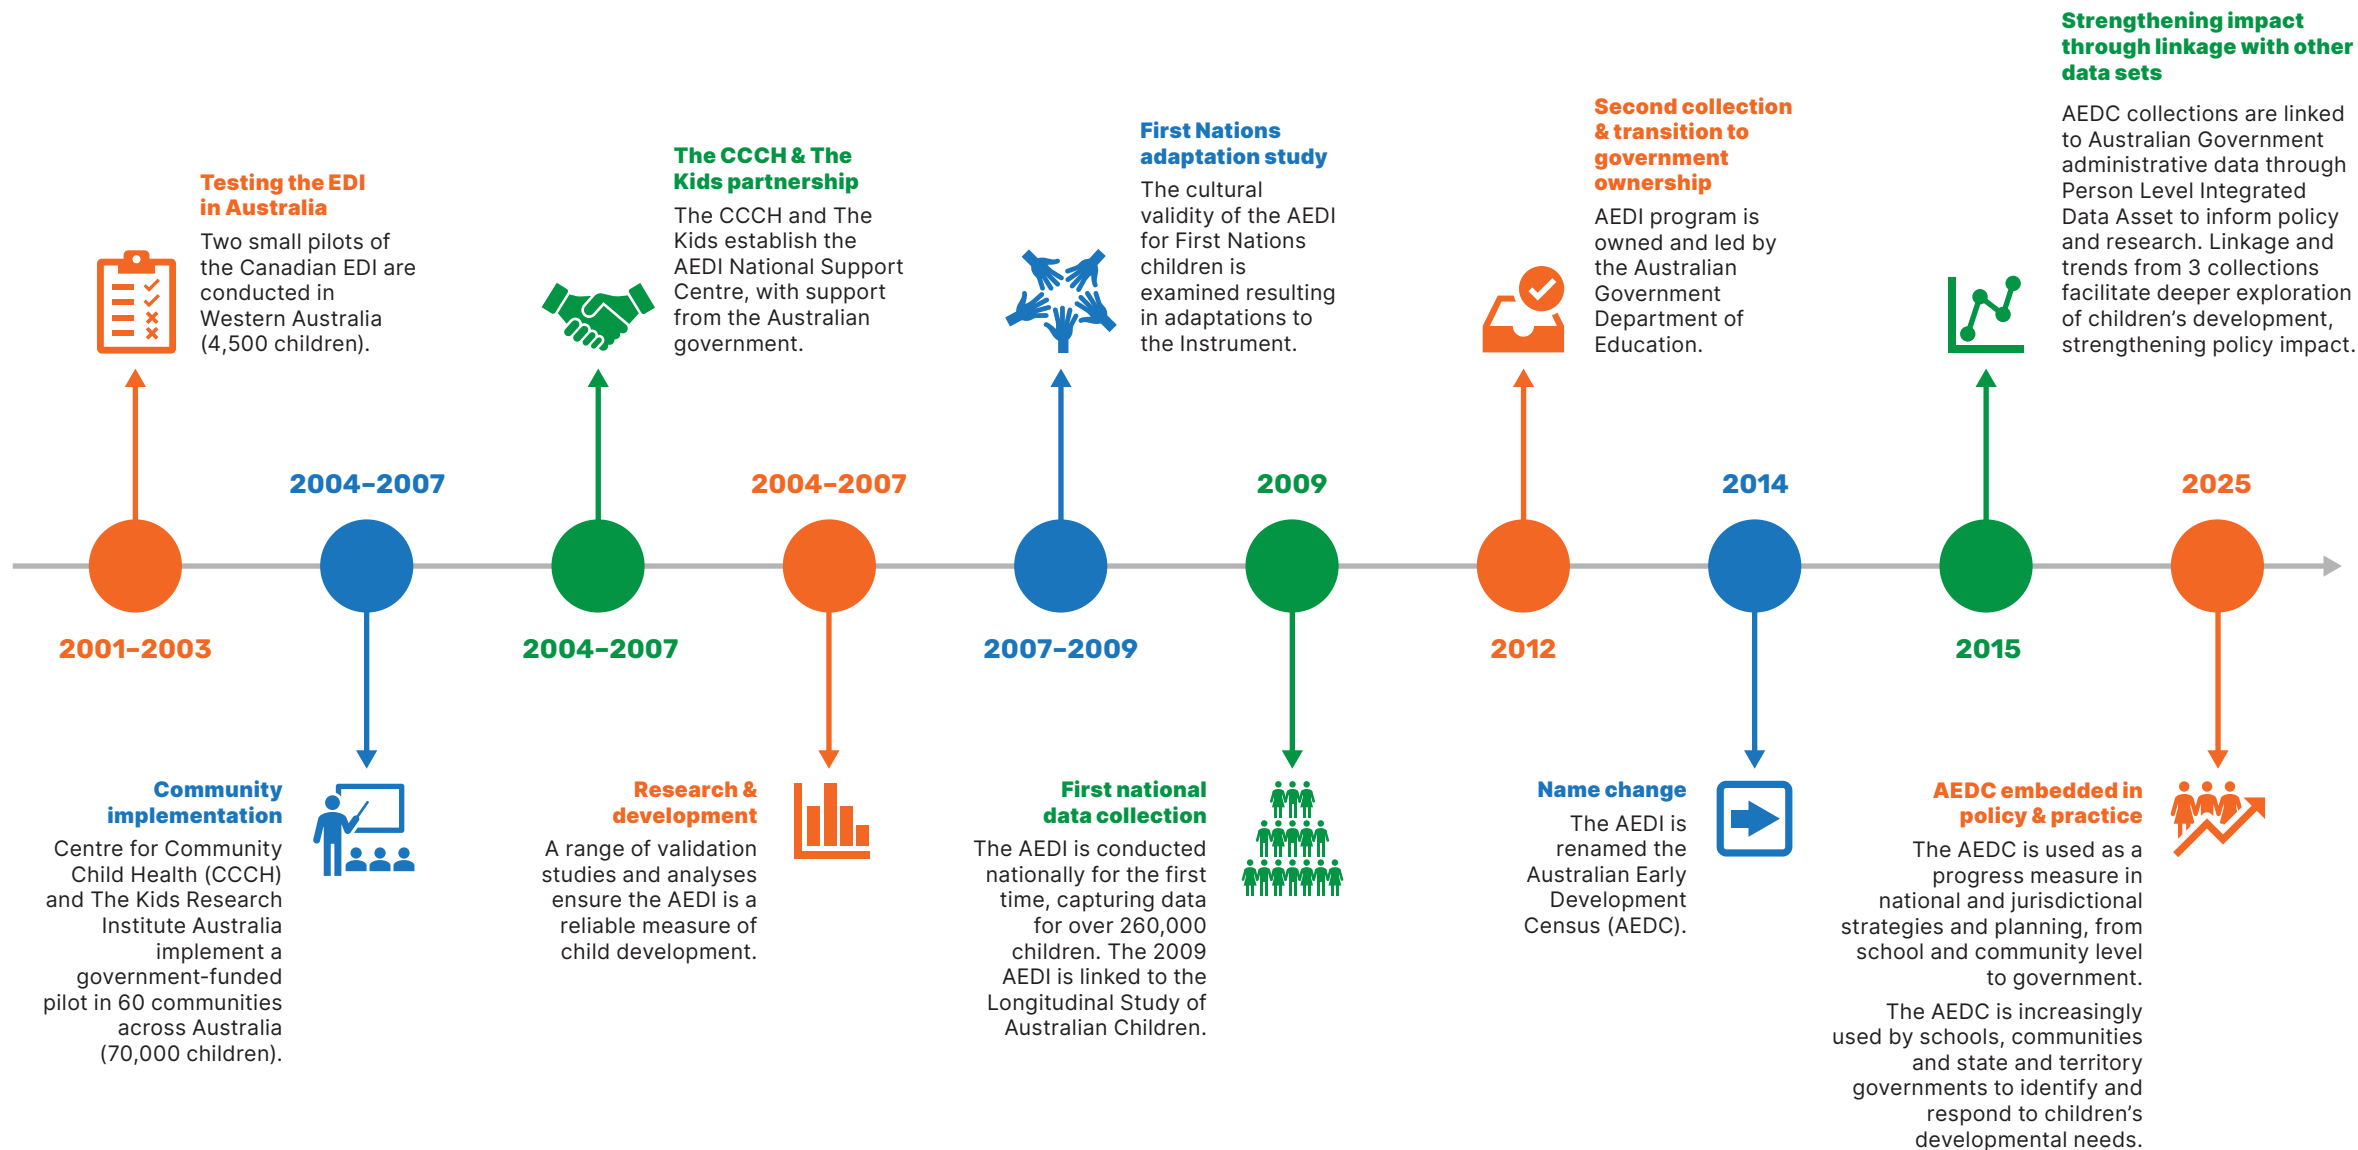 Testing the EDI
in Australia
Two small pilots of
the Canadian EDI are
conducted in
Western Australia
(4,500 children).
2001–2003
2004–2007
Community
implementation
Centre for Community
Child Health (CCCH)
and The Kids Research
Institute Australia
implement a
government-funded
pilot in 60 communities
across Australia
(70,000 children).
The CCCH & The
Kids partnership
The CCCH and The
Kids establish the
AEDI National Support
Centre, with support
from the Australian
government.
2004–2007
2004–2007
Research &
development
A range of validation
studies and analyses
ensure the AEDI is a
reliable measure of
child development.
First Nations
adaptation study
The cultural
validity of the AEDI
for First Nations
children is
examined resulting
in adaptations to
the Instrument.
2007–2009
2009
First national
data collection
The AEDI is conducted
nationally for the first
time, capturing data
for over 260,000
children. The 2009
AEDI is linked to the
Longitudinal Study of
Australian Children.
Second collection
& transition to
government
ownership
AEDI program is
owned and led by
the Australian
Government
Department of
Education.
2012
2014
Name change
The AEDI is
renamed the
Australian Early
Development
Census (AEDC).
Strengthening impact
through linkage with other
data sets
AEDC collections are linked
to Australian Government
administrative data through
Person Level Integrated
Data Asset to inform policy
and research. Linkage and
trends from 3 collections
facilitate deeper exploration
of children’s development,
strengthening policy impact.
2015
2025
AEDC embedded in
policy & practice
The AEDC is used as a
progress measure in
national and jurisdictional
strategies and planning, from
school and community level
to government.
The AEDC is increasingly
used by schools, communities
and state and territory
governments to identify and
respond to children’s
developmental needs.